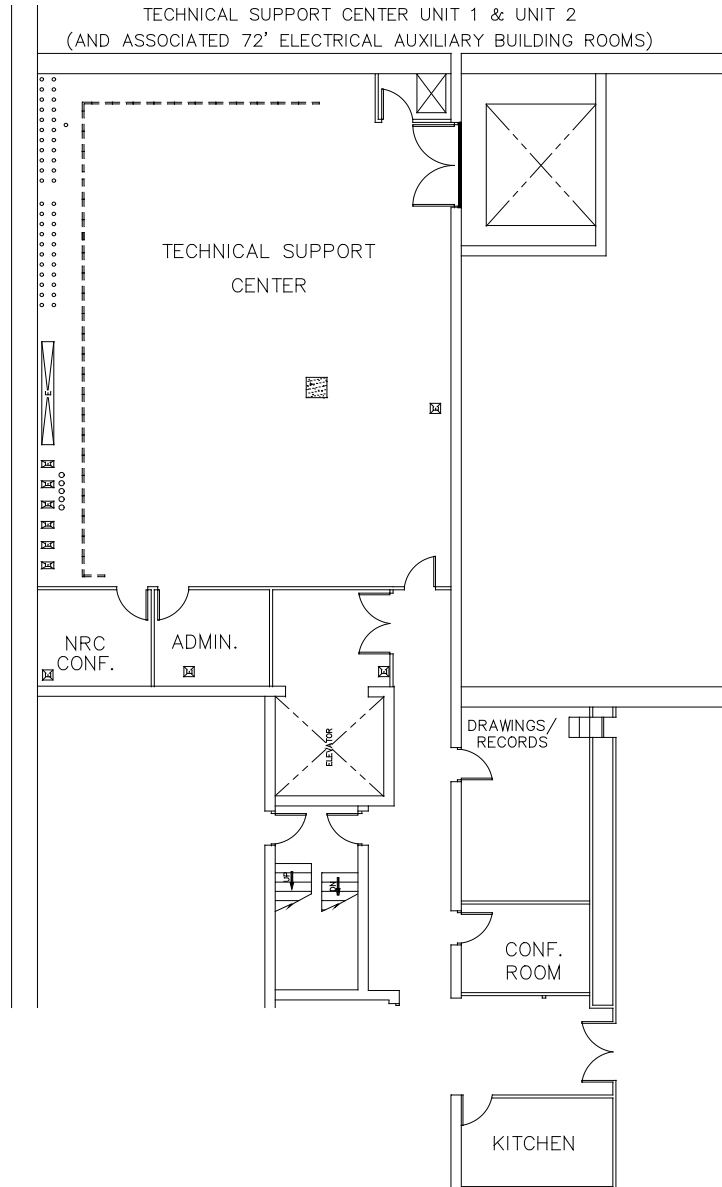 TECHNICAL SUPPORT CENTER UNIT 1 & UNIT 2
(AND ASSOCIATED 72' ELECTRICAL AUXILIARY BUILDING ROOMS)
TECHNICAL SUPPORT
CENTER
E
NRC
CONF.
ADMIN.
ELEVATOR
DRAWINGS/
RECORDS
UP
DN
CONF.
ROOM
KITCHEN